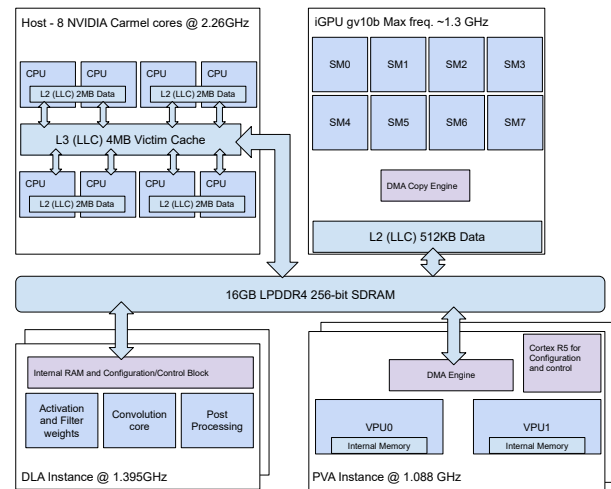 Host - 8 NVIDIA Carmel cores @ 2.26GHz
CPU
CPU
CPU
CPU
L2 (LLC) 2MB Data
L2 (LLC) 2MB Data
L3 (LLC) 4MB Victim Cache
CPU
CPU
CPU
CPU
L2 (LLC) 2MB Data
L2 (LLC) 2MB Data
iGPU gv10b Max freq. ~1.3 GHz
SM0
SM1
SM2
SM3
SM4
SM5
SM6
SM7
DMA Copy Engine
L2 (LLC) 512KB Data
16GB LPDDR4 256-bit SDRAM
Internal RAM and Configuration/Control Block
Activation
and Filter
weights
Convolution
core
Post
Processing
DLA Instance @ 1.395GHz
DMA Engine
Cortex R5 for
Configuration
and control
VPU0
Internal Memory
VPU1
Internal Memory
PVA Instance @ 1.088 GHz